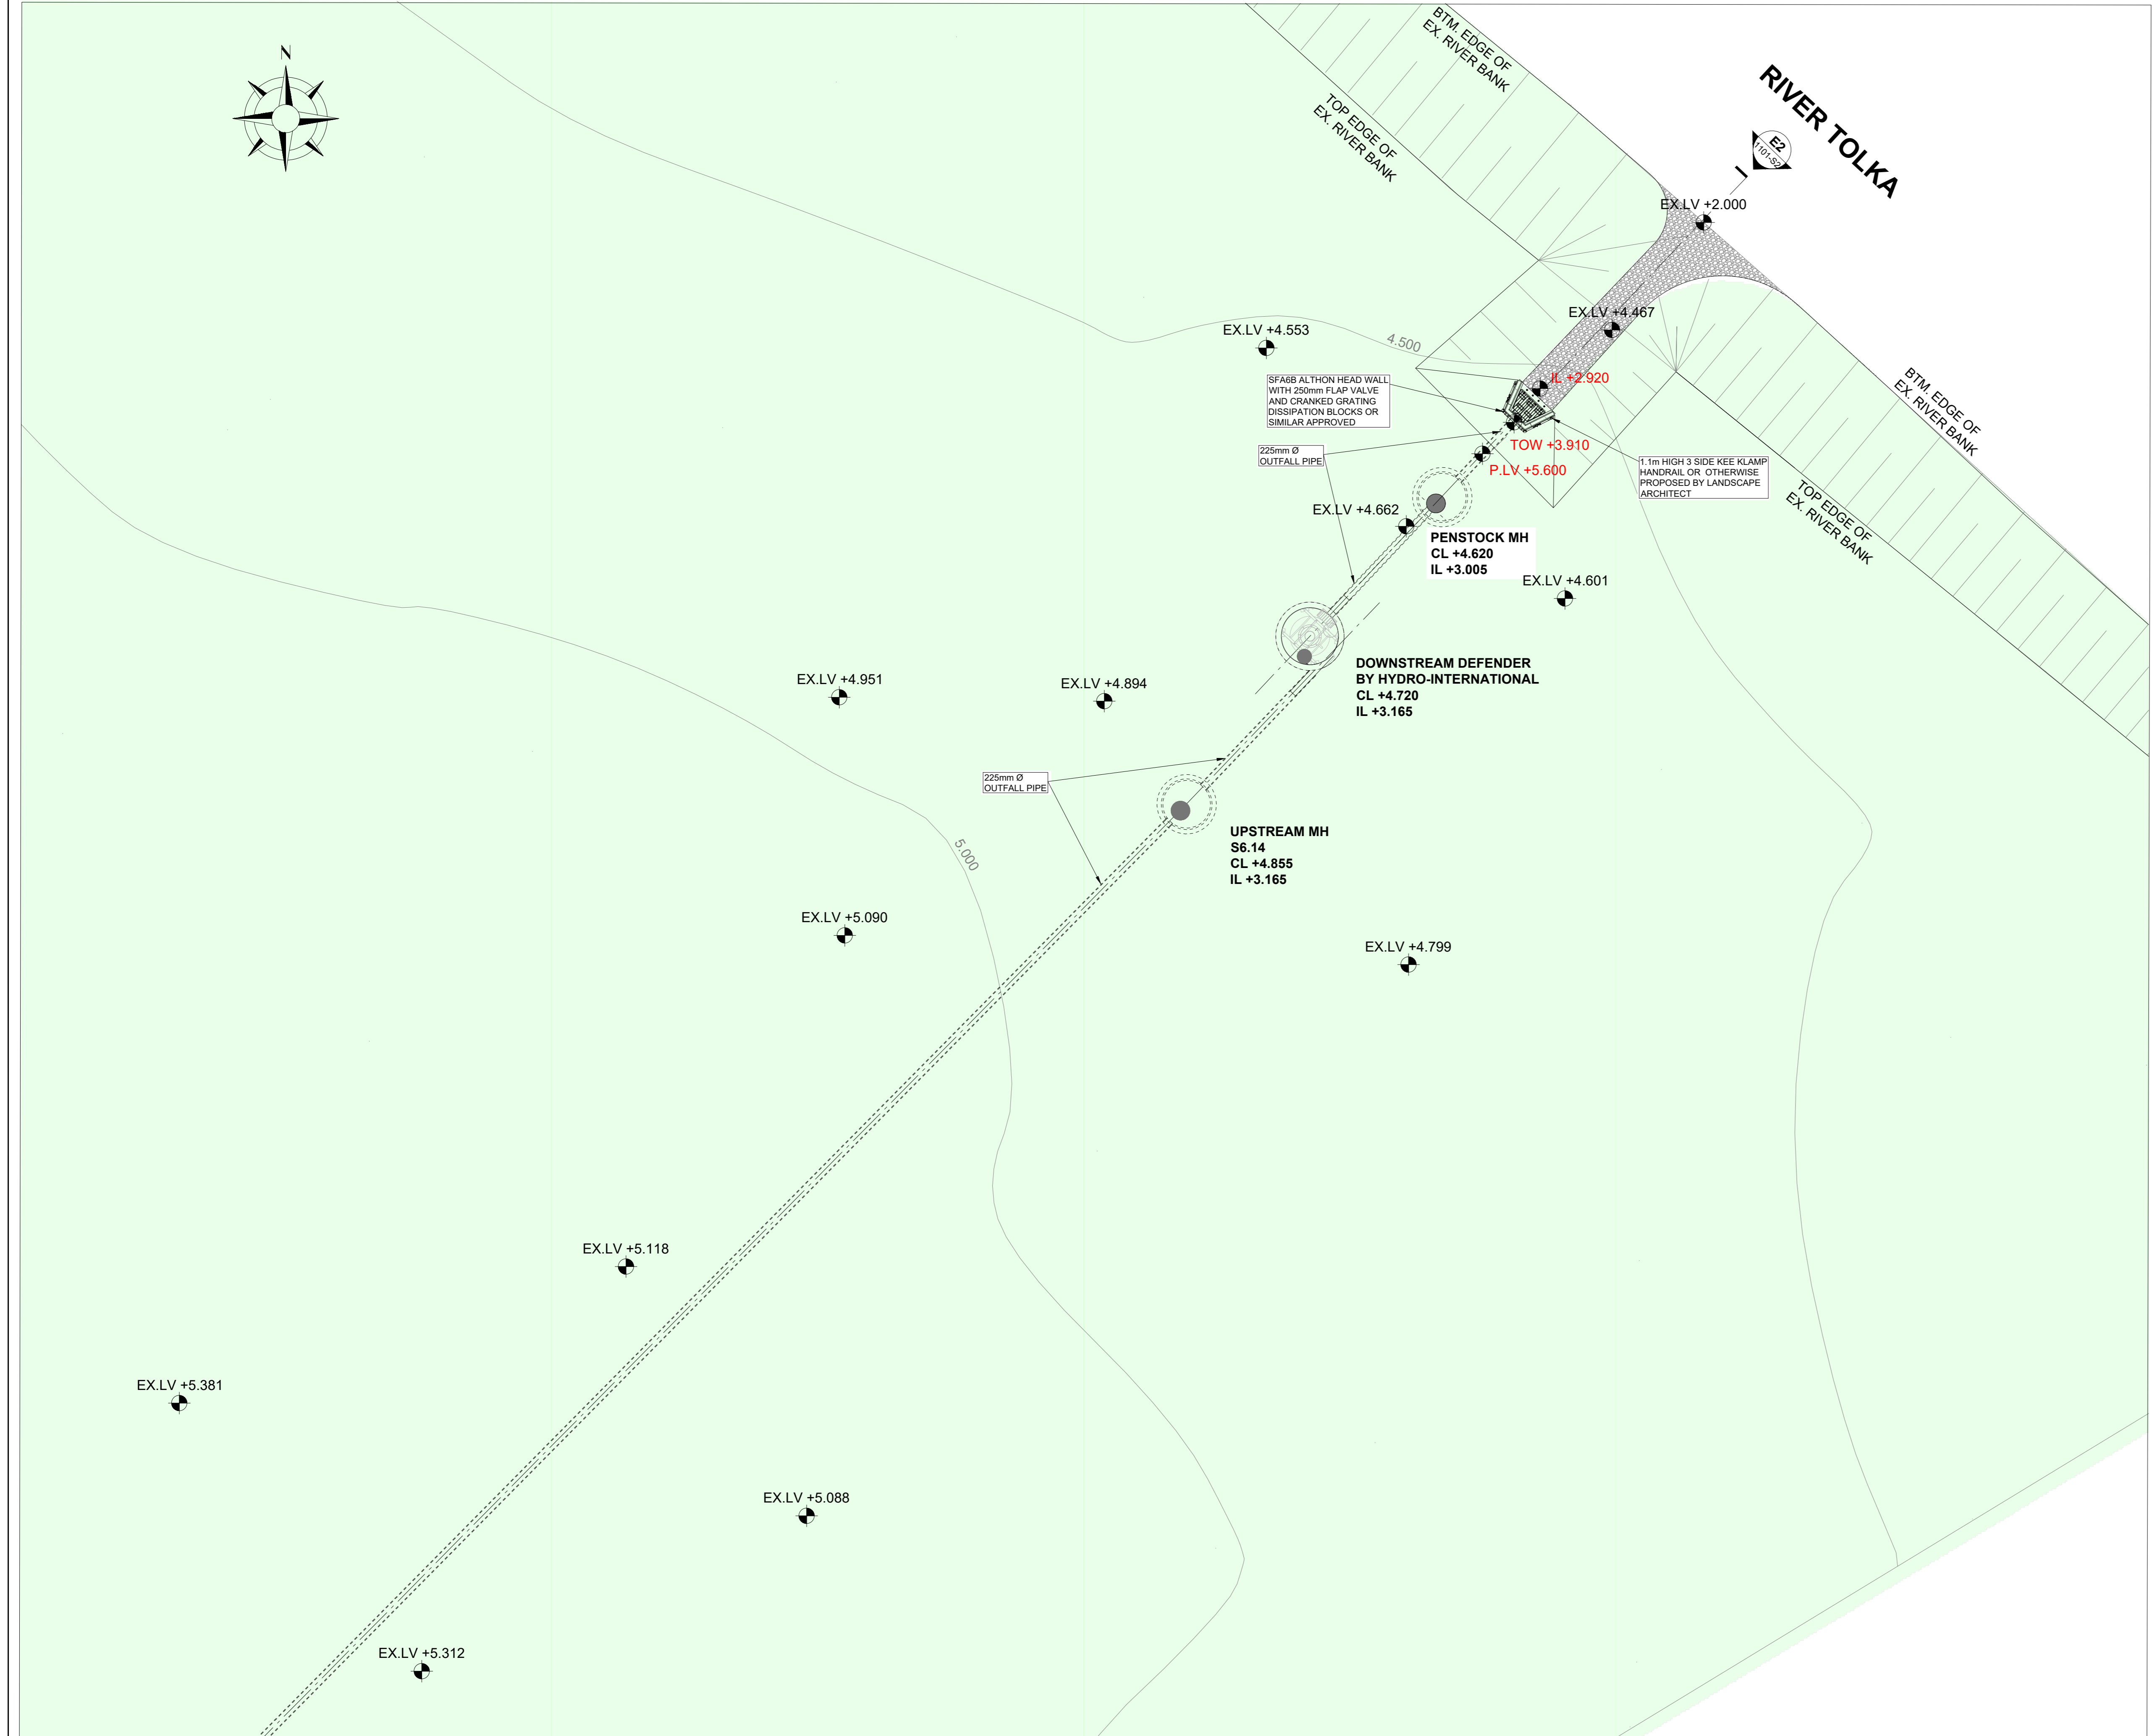 N
BTM. EDGE OF
EX. RIVER BANK
TOP EDGE OF
EX. RIVER BANK
RIVER TOLKA
E2
1101-S2
EX.LV +2.000
EX.LV +4.467
EX.LV +4.553
4.500
SFA6B ALTHON HEAD WALL
WITH 250mm FLAP VALVE
AND CRANKED GRATING
DISSIPATION BLOCKS OR
SIMILAR APPROVED
IL +2.920
225mm Ø
OUTFALL PIPE
TOW +3.910
P.LV +5.600
1.1m HIGH 3 SIDE KEE KLAMP
HANDRAIL OR OTHERWISE
PROPOSED BY LANDSCAPE
ARCHITECT
BTM. EDGE OF
EX. RIVER BANK
TOP EDGE OF
EX. RIVER BANK
EX.LV +4.662
PENSTOCK MH
CL +4.620
IL +3.005
EX.LV +4.601
DOWNSTREAM DEFENDER
BY HYDRO-INTERNATIONAL
CL +4.720
IL +3.165
EX.LV +4.951
EX.LV +4.894
225mm Ø
OUTFALL PIPE
UPSTREAM MH
S6.14
CL +4.855
IL +3.165
5.000
EX.LV +5.090
EX.LV +4.799
EX.LV +5.118
EX.LV +5.381
EX.LV +5.088
EX.LV +5.312